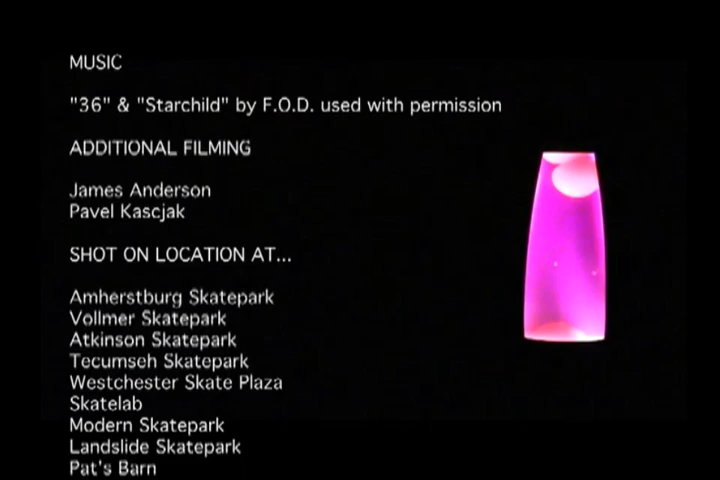 MUSIC
"36" & "Starchild" by F.O.D. used with permission
ADDITIONAL FILMING
James Anderson
Pavel Kascjak
SHOT ON LOCATION AT...
Amherstburg Skatepark
Vollmer Skatepark
Atkinson Skatepark
Tecumseh Skatepark
Westchester Skate Plaza
Skatelab
Modern Skatepark
Landslide Skatepark
Pat's Barn